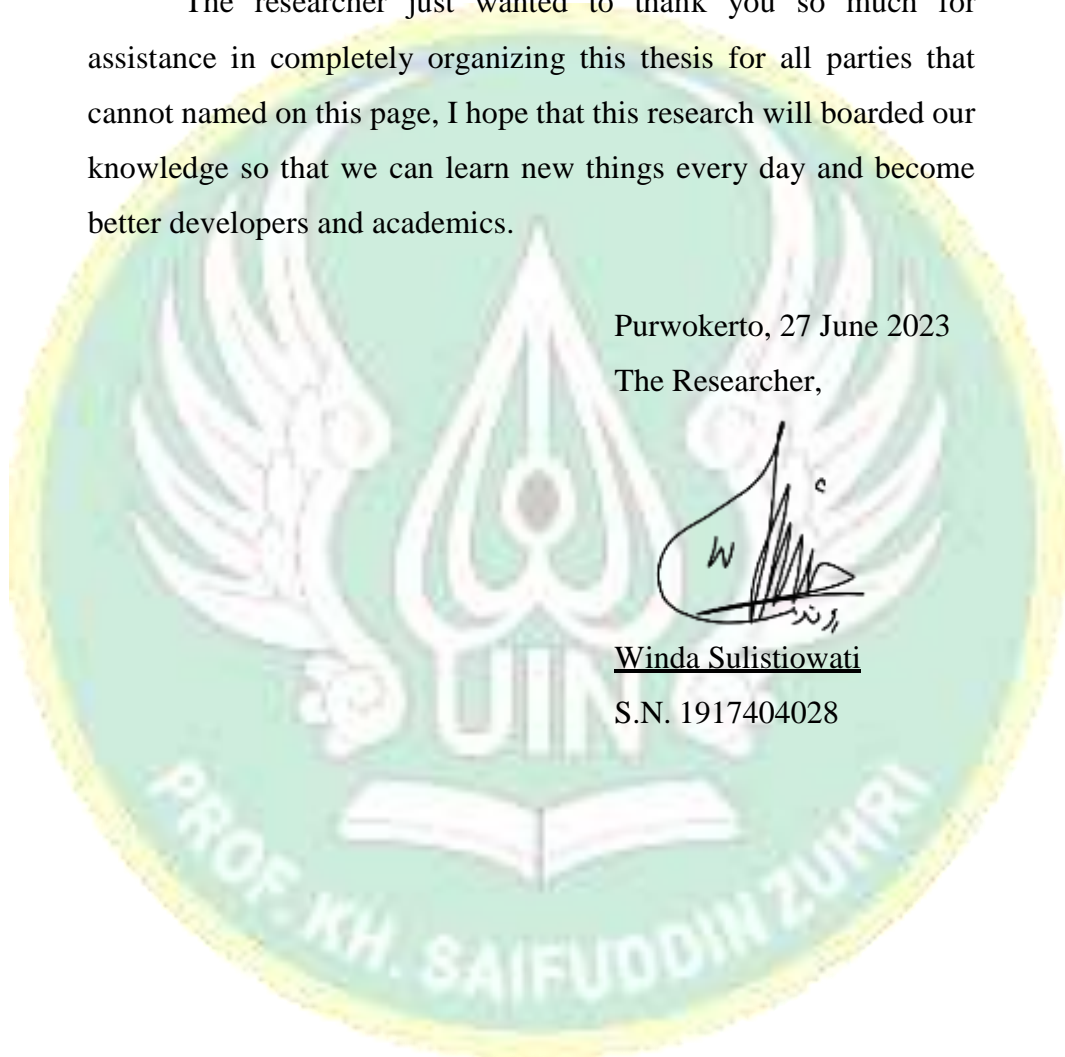 The researcher just wanted to thank you so much for
assistance in completely organizing this thesis for all parties that
cannot named on this page, I hope that this research will boarded our
knowledge so that we can learn new things every day and become
better developers and academics.
Purwokerto, 27 June 2023
The Researcher,
W
Winda Sulistiowati
S.N. 1917404028
UIN
PROF. KH. SAIFUDDIN ZUHRI